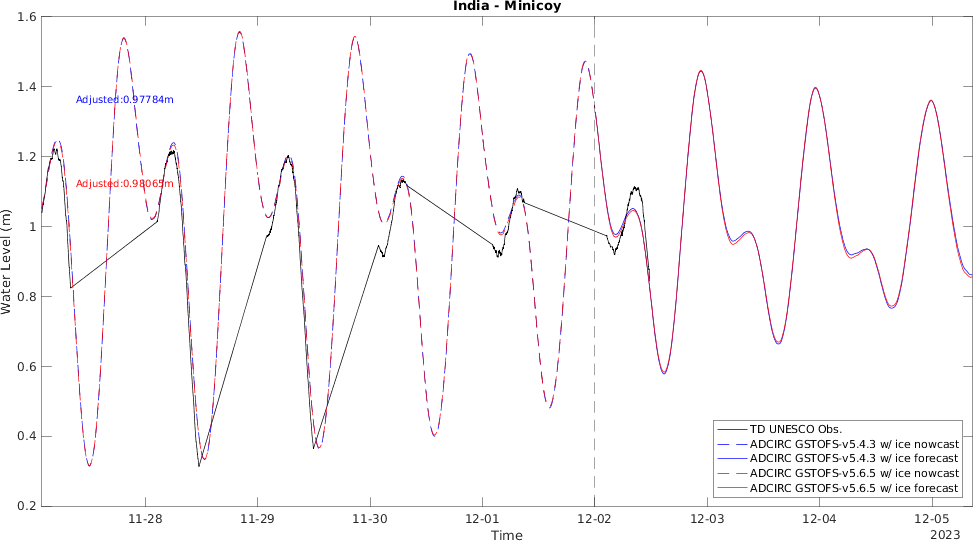 India - Minicoy
1.6
1.4
1.2
1
0.8
0.6
0.4
0.2
Water Level (m)
Adjusted:0.97784m
Adjusted:0.98065m
TD UNESCO Obs.
ADCIRC GSTOFS-v5.4.3 w/ ice nowcast
ADCIRC GSTOFS-v5.4.3 w/ ice forecast
ADCIRC GSTOFS-v5.6.5 w/ ice nowcast
ADCIRC GSTOFS-v5.6.5 w/ ice forecast
11-28 11-29 11-30 12-01 12-02 12-03 12-04 12-05
Time
2023